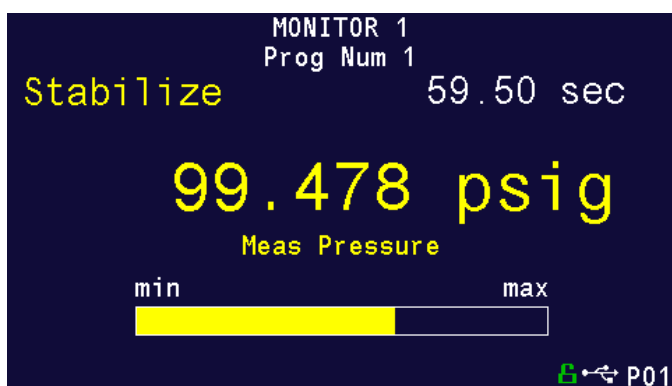 MONITOR 1
Prog Num 1
Stabilize 59.50 sec
99.478 psig
Meas Pressure
min max
P01